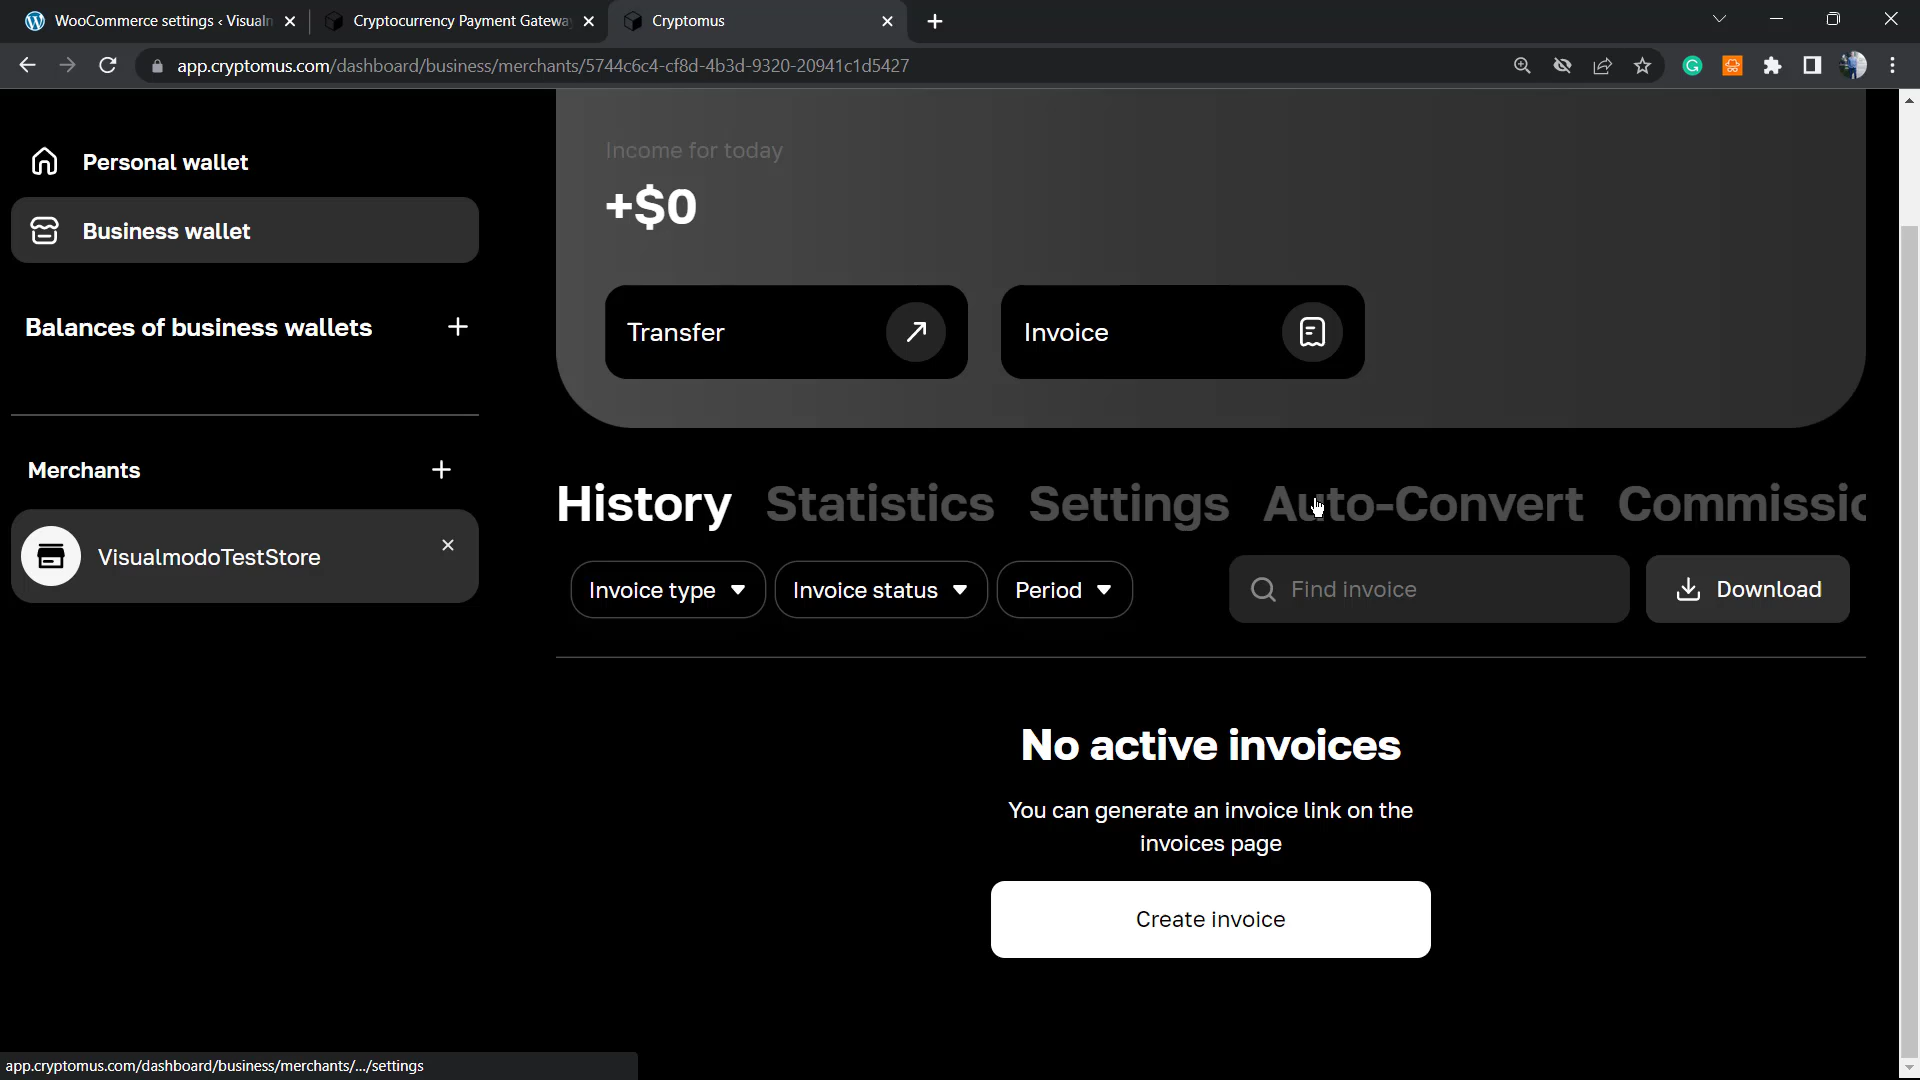 WooCommerce settings ‹ Visualm
Cryptocurrency Payment Gatewa
Cryptomus
app.cryptomus.com/dashboard/business/merchants/5744c6c4-cf8d-4b3d-9320-20941c1d5427
Personal wallet
Business wallet
Balances of business wallets +
Merchants +
VisualmodoTestStore
Income for today
+$0
Transfer
Invoice
History Statistics Settings Auto-Convert Commissic
Invoice type
Invoice status
Period
Find invoice
Download
No active invoices
You can generate an invoice link on the
invoices page
Create invoice
app.cryptomus.com/dashboard/business/merchants/.../settings